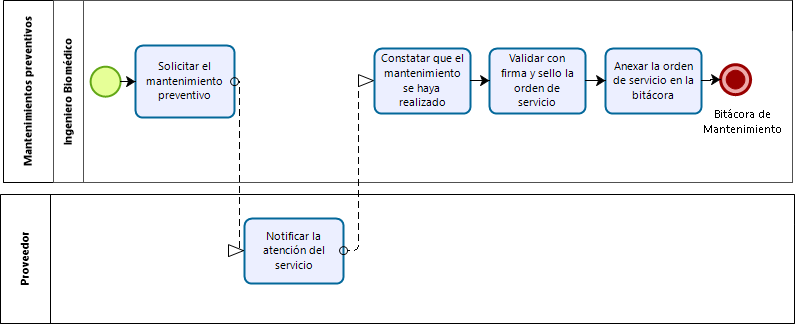 Mantenimientos preventivos
Ingeniero Biomédico
Solicitar el
mantenimiento
preventivo
Constatar que el
mantenimiento
se haya
realizado
Validar con
firma y sello la
orden de
servicio
Anexar la orden
de servicio en la
bitácora
Bitácora de
Mantenimiento
Proveedor
Notificar la
atención del
servicio